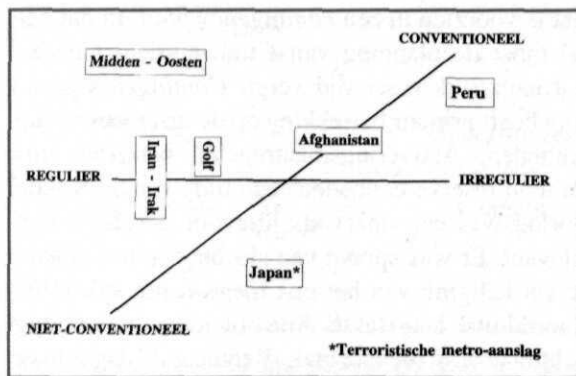 CONVENTIONEEL
Midden - Oosten
Peru
Afghanistan
Golf
Iran - Irak
REGULIER
IRREGULIER
Japan*
NIET-CONVENTIONEEL
*Terroristische metro-aanslag